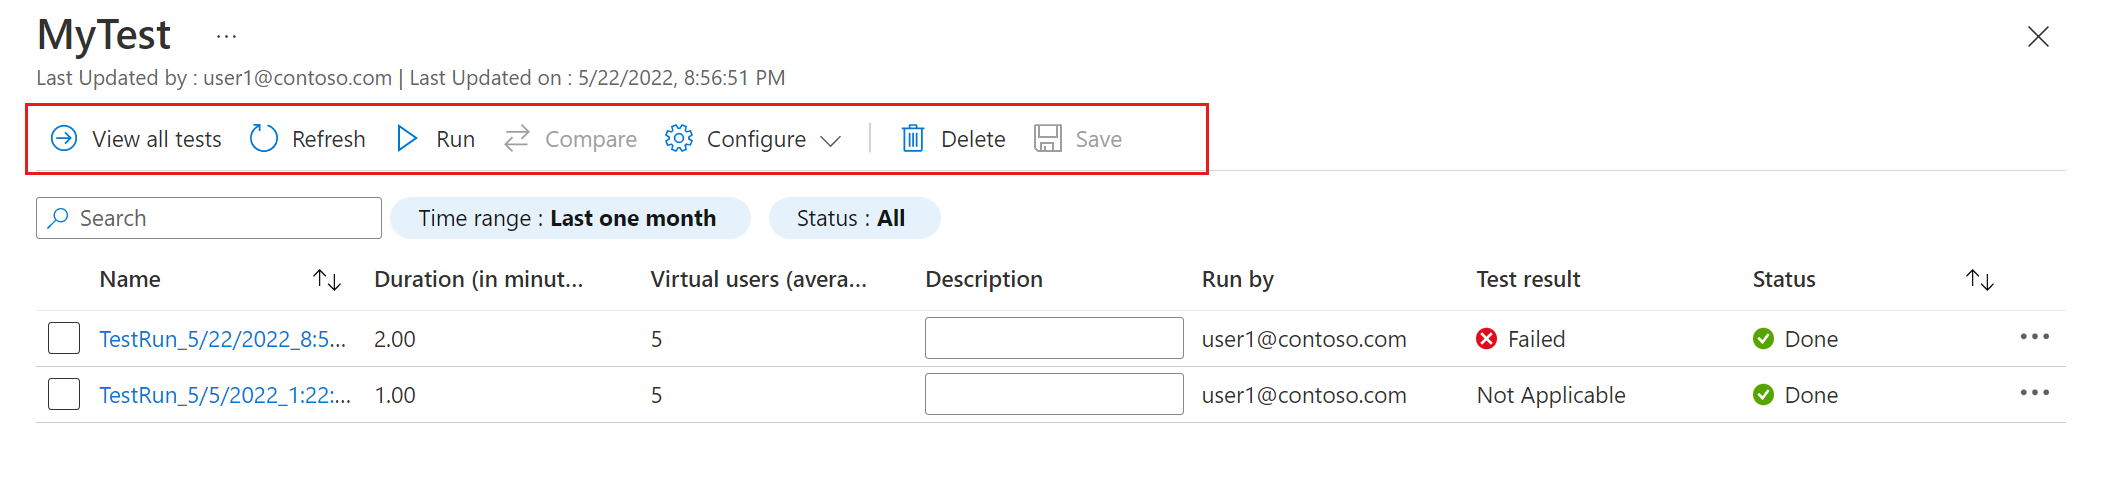 MyTest ...
Last Updated by : user1@contoso.com | Last Updated on : 5/22/2022, 8:56:51 PM
View all tests Refresh Run Compare Configure Delete Save
Search Time range : Last one month Status : All
Name Duration (in minut... Virtual users (avera... Description Run by Test result Status
TestRun_5/22/2022_8:5... 2.00 5 user1@contoso.com Failed Done ...
TestRun_5/5/2022_1:22:... 1.00 5 user1@contoso.com Not Applicable Done ...